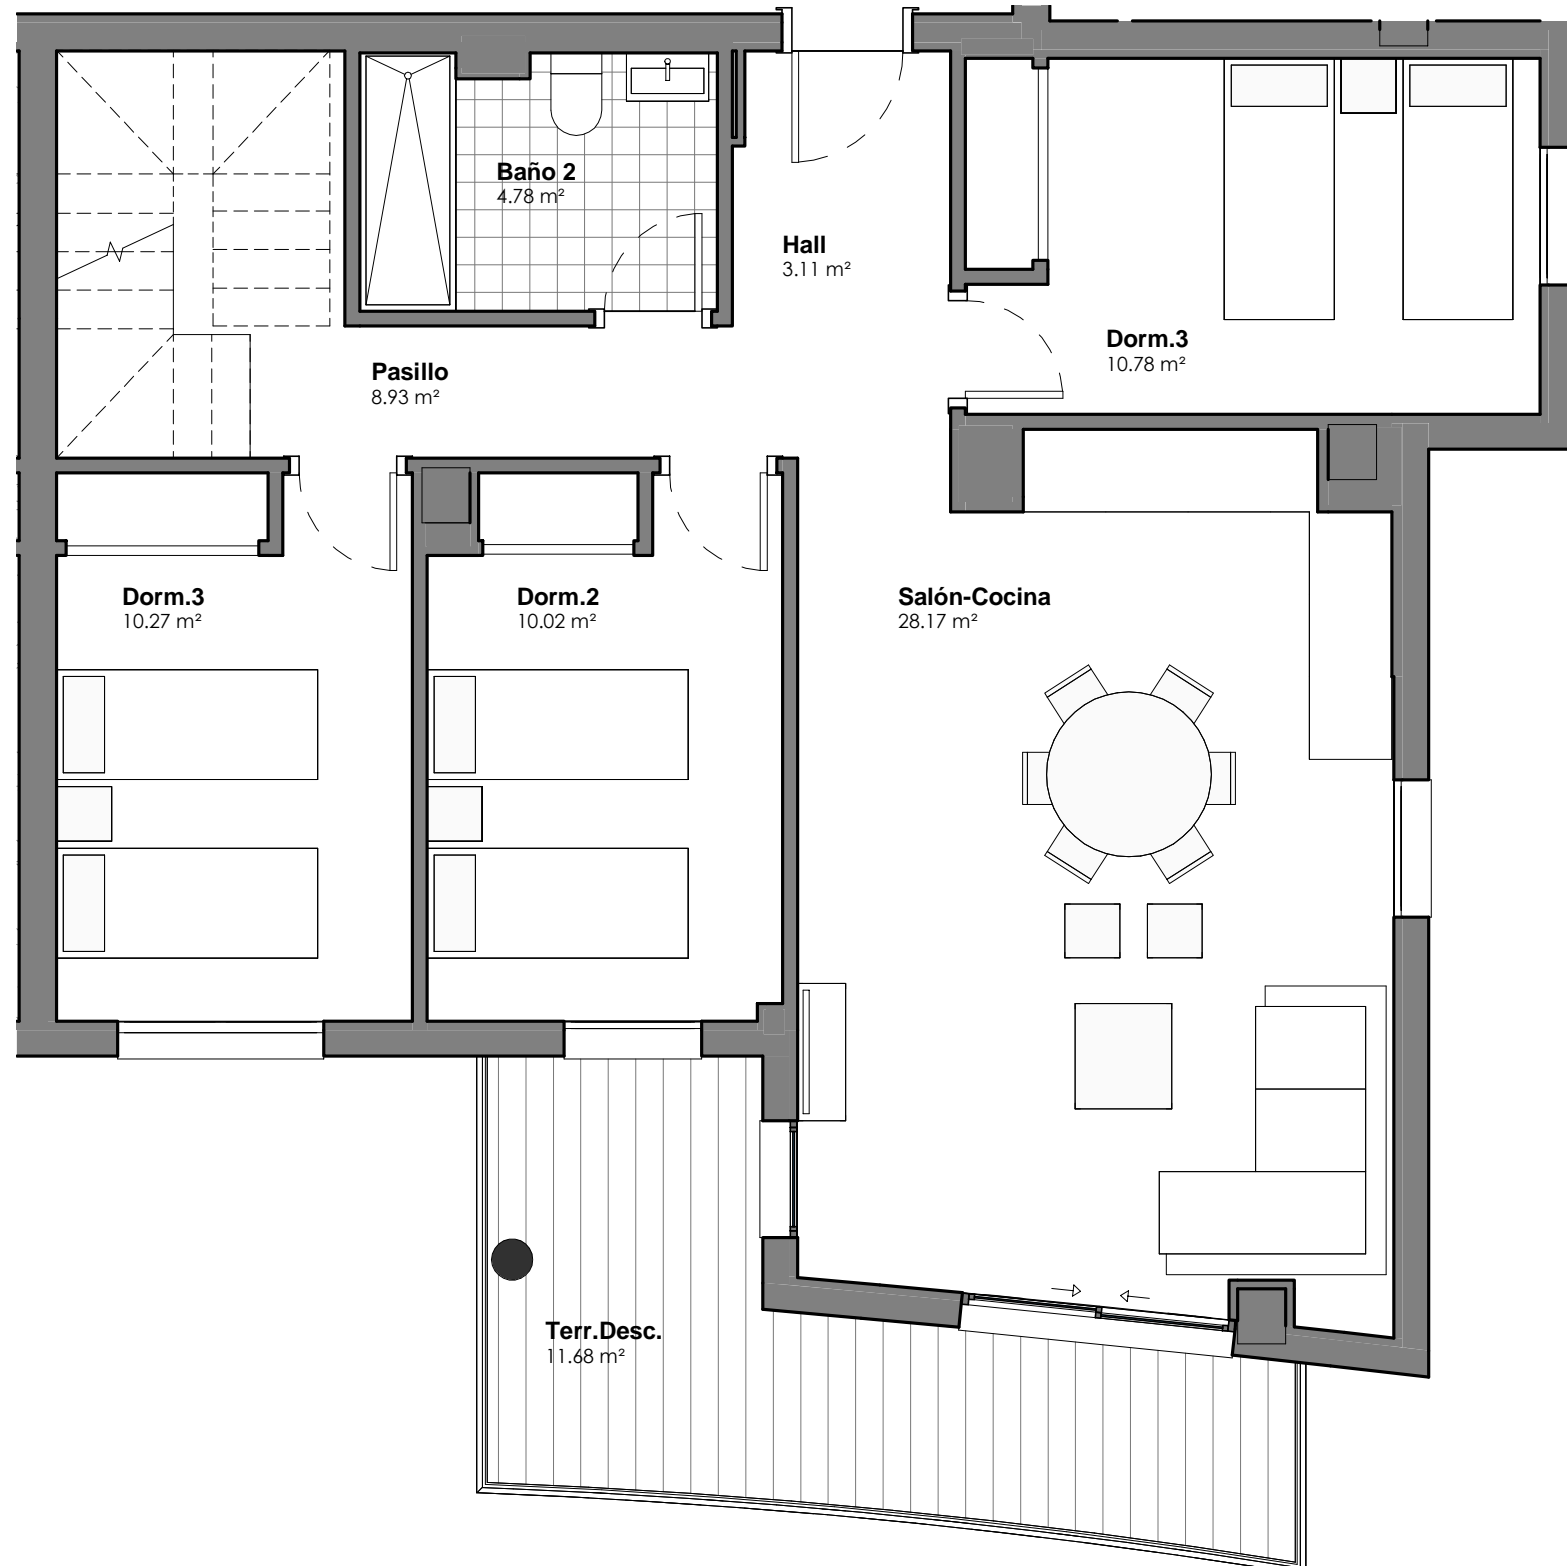 Baño 2
4.78 m²
Hall
3.11 m²
Dorm.3
10.78 m²
Pasillo
8.93 m²
Dorm.3
10.27 m²
Dorm.2
10.02 m²
Salón-Cocina
28.17 m²
Terr.Desc.
11.68 m²